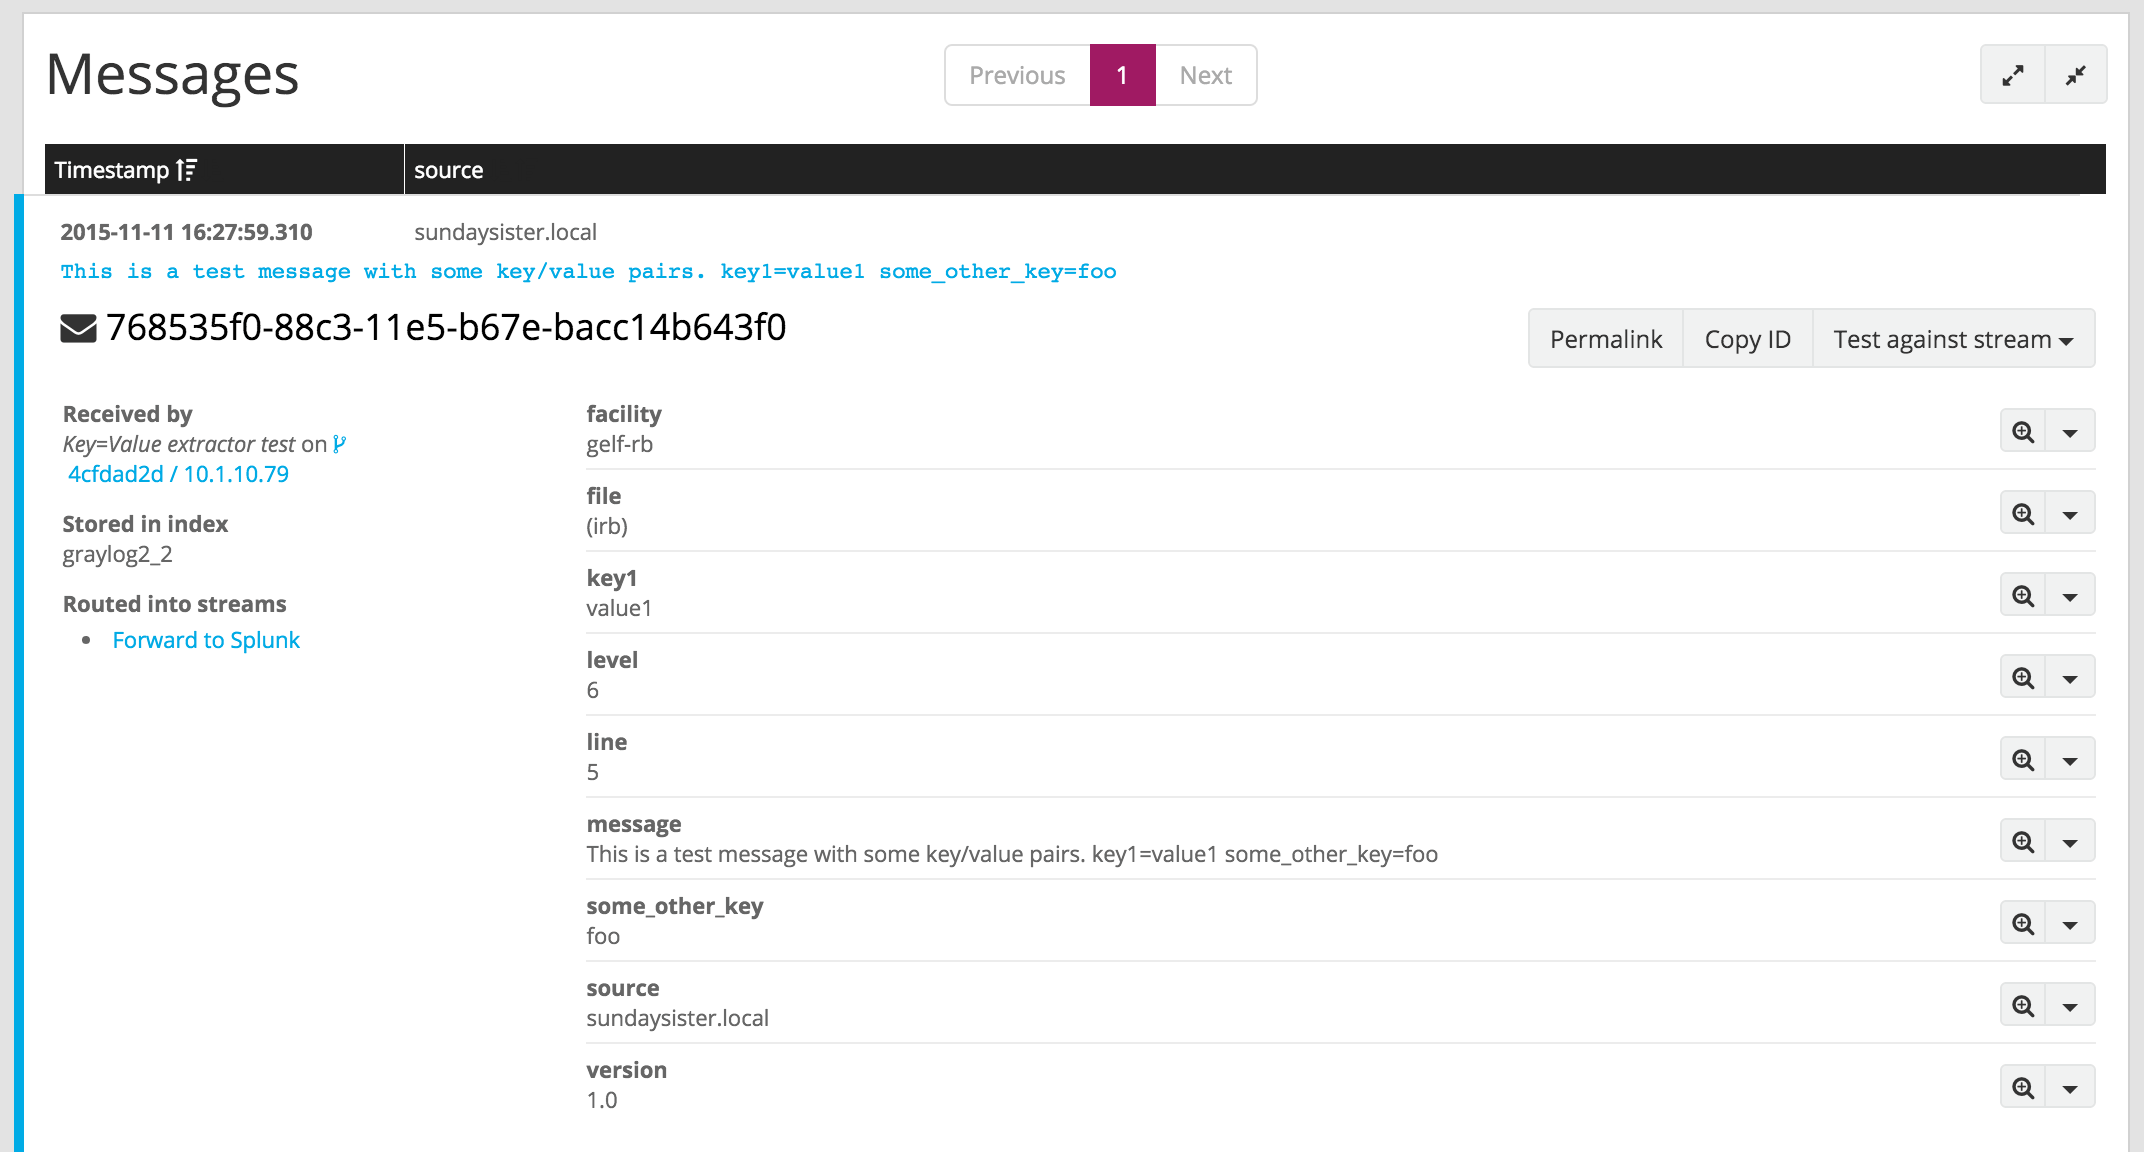 Messages
Previous 1 Next
Timestamp source
2015-11-11 16:27:59.310 sundaysister.local
This is a test message with some key/value pairs. key1=value1 some_other_key=foo
768535f0-88c3-11e5-b67e-bacc14b643f0
Permalink Copy ID Test against stream
Received by
Key=Value extractor test on
4cfdad2d / 10.1.10.79
Stored in index
graylog2_2
Routed into streams
• Forward to Splunk
facility
gelf-rb
file
(irb)
key1
value1
level
6
line
5
message
This is a test message with some key/value pairs. key1=value1 some_other_key=foo
some_other_key
foo
source
sundaysister.local
version
1.0